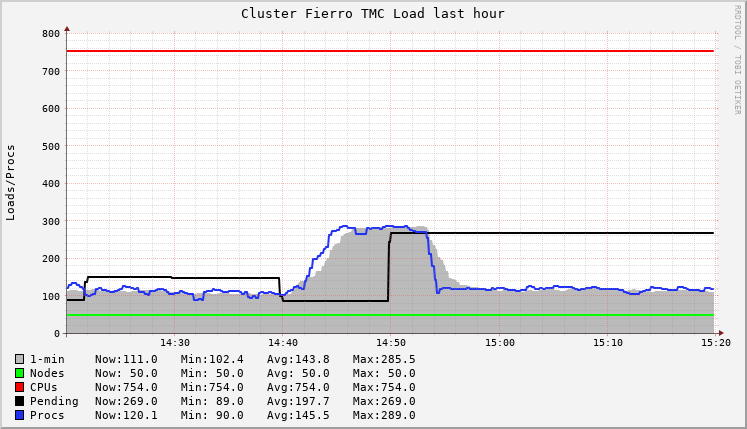 Cluster Fierro TMC Load last hour
RRDTOOL / TOBI OETIKER
Loads/Procs
800
700
600
500
400
300
200
100
0
14:30 14:40 14:50 15:00 15:10 15:20
1-min Now:111.0 Min:102.4 Avg:143.8 Max:285.5
Nodes Now: 50.0 Min: 50.0 Avg: 50.0 Max: 50.0
CPUs Now:754.0 Min:754.0 Avg:754.0 Max:754.0
Pending Now:269.0 Min: 89.0 Avg:197.7 Max:269.0
Procs Now:120.1 Min: 90.0 Avg:145.5 Max:289.0